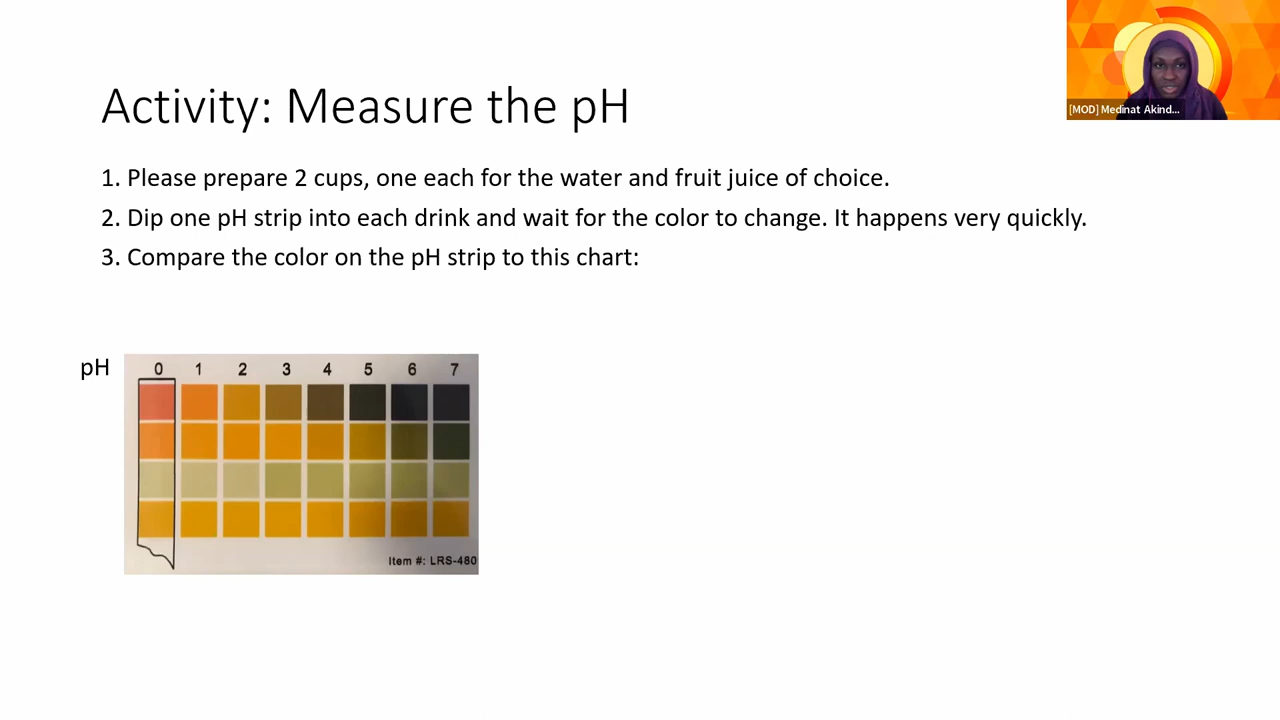 [MOD] Medinat Akind...
Activity: Measure the pH
1. Please prepare 2 cups, one each for the water and fruit juice of choice.
2. Dip one pH strip into each drink and wait for the color to change. It happens very quickly.
3. Compare the color on the pH strip to this chart:
pH
0 1 2 3 4 5 6 7
Item #: LRS-480